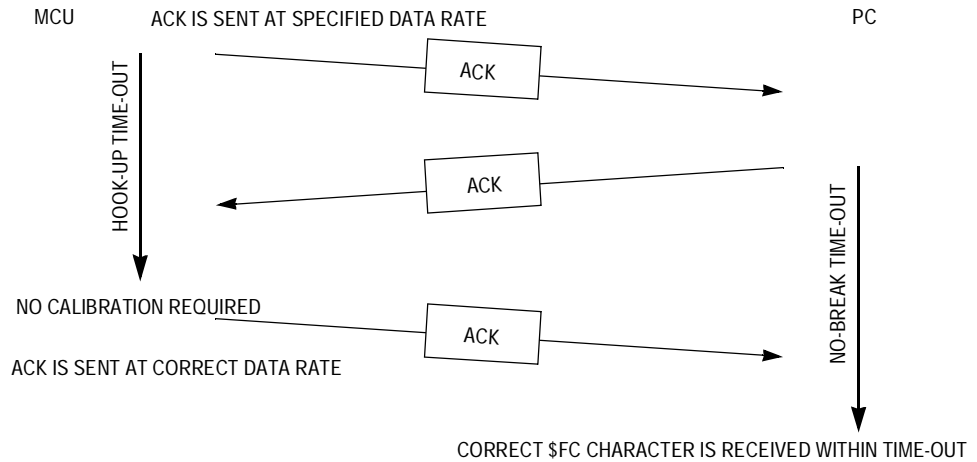 MCU
ACK IS SENT AT SPECIFIED DATA RATE
PC
ACK
HOOK-UP TIME-OUT
ACK
NO-BREAK TIME-OUT
NO CALIBRATION REQUIRED
ACK
ACK IS SENT AT CORRECT DATA RATE
CORRECT $FC CHARACTER IS RECEIVED WITHIN TIME-OUT